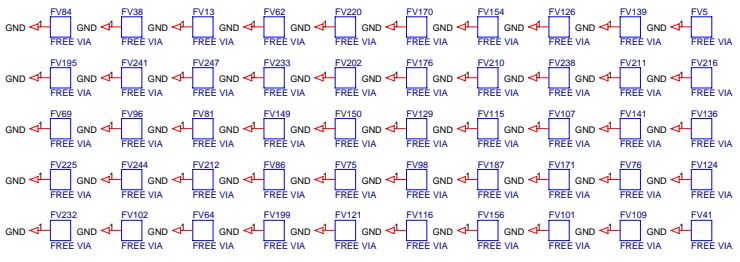 FV84 FV38 FV13 FV62 FV220 FV170 FV154 FV126 FV139 FV5
GND 1 GND 1 GND 1 GND 1 GND 1 GND 1 GND 1 GND 1 GND 1 GND 1
FREE VIA FREE VIA FREE VIA FREE VIA FREE VIA FREE VIA FREE VIA FREE VIA FREE VIA FREE VIA
FV195 FV241 FV247 FV233 FV202 FV176 FV210 FV238 FV211 FV216
GND 1 GND 1 GND 1 GND 1 GND 1 GND 1 GND 1 GND 1 GND 1 GND 1
FREE VIA FREE VIA FREE VIA FREE VIA FREE VIA FREE VIA FREE VIA FREE VIA FREE VIA FREE VIA
FV69 FV96 FV81 FV149 FV150 FV129 FV115 FV107 FV141 FV136
GND 1 GND 1 GND 1 GND 1 GND 1 GND 1 GND 1 GND 1 GND 1 GND 1
FREE VIA FREE VIA FREE VIA FREE VIA FREE VIA FREE VIA FREE VIA FREE VIA FREE VIA FREE VIA
FV225 FV244 FV212 FV86 FV75 FV98 FV187 FV171 FV76 FV124
GND 1 GND 1 GND 1 GND 1 GND 1 GND 1 GND 1 GND 1 GND 1 GND 1
FREE VIA FREE VIA FREE VIA FREE VIA FREE VIA FREE VIA FREE VIA FREE VIA FREE VIA FREE VIA
FV232 FV102 FV64 FV199 FV121 FV116 FV156 FV101 FV109 FV41
GND 1 GND 1 GND 1 GND 1 GND 1 GND 1 GND 1 GND 1 GND 1 GND 1
FREE VIA FREE VIA FREE VIA FREE VIA FREE VIA FREE VIA FREE VIA FREE VIA FREE VIA FREE VIA